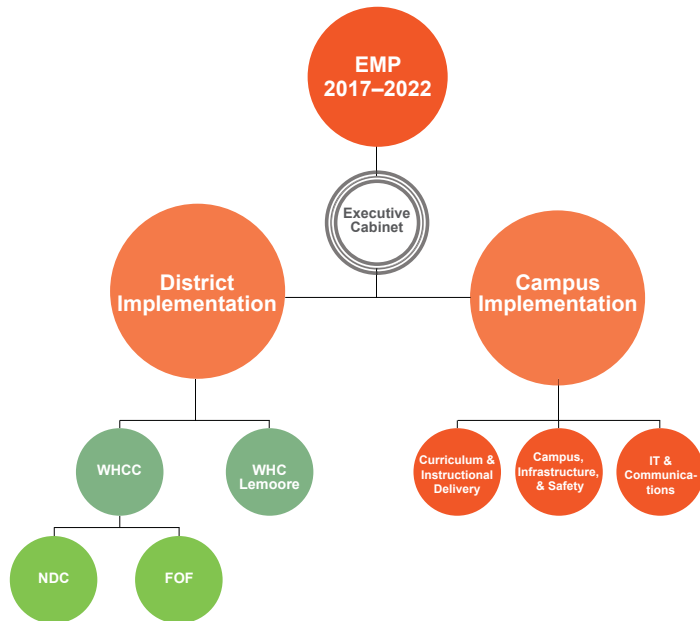 EMP
2017–2022
Executive
Cabinet
District
Implementation
Campus
Implementation
WHCC
WHC
Lemoore
Curriculum &
Instructional
Delivery
Campus,
Infrastructure,
& Safety
IT &
Communica-
tions
NDC
FOF